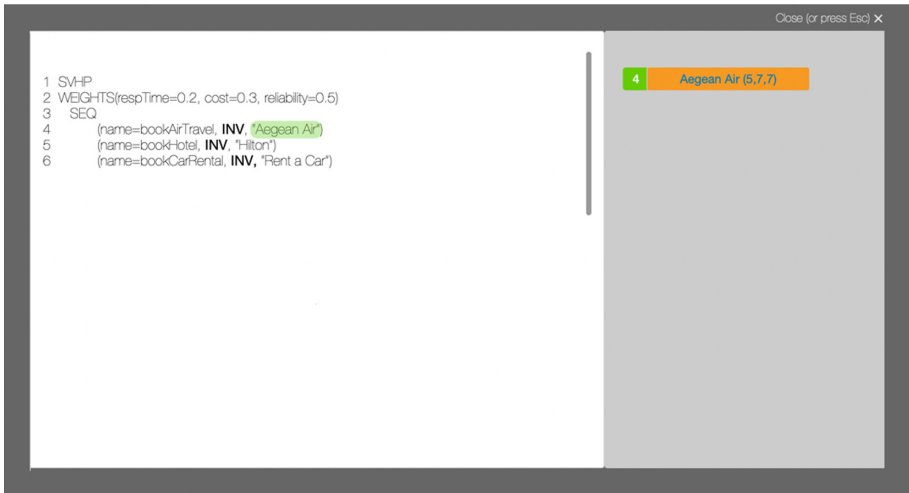 Close (or press Esc) ✕
1 SVHP
2 WEIGHTS(respTime=0.2, cost=0.3, reliability=0.5)
3 SEQ
4 (name=bookAirTravel, INV, "Aegean Air")
5 (name=bookHotel, INV, "Hilton")
6 (name=bookCarRental, INV, "Rent a Car")
4 Aegean Air (5,7,7)